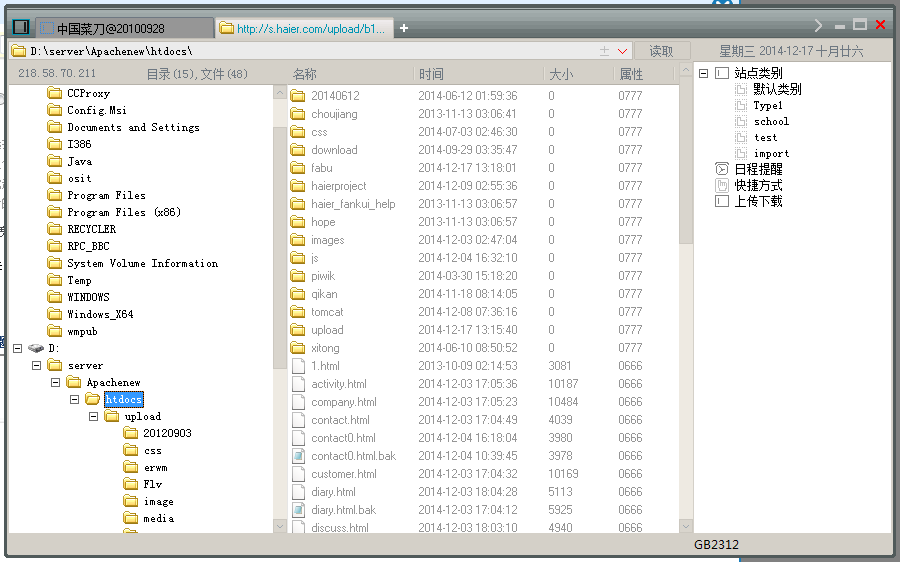 中国菜刀@20100928
http://s.haier.com/upload/b1...
+
D:\server\Apachenew\htdocs\
读取
星期三 2014-12-17 十月廿六
218.58.70.211
目录(15),文件(48)
CCProxy
Config.Msi
Documents and Settings
I386
Java
osit
Program Files
Program Files (x86)
RECYCLER
RPC_BBC
System Volume Information
Temp
WINDOWS
Windows_X64
wmpub
D:
server
Apachenew
htdocs
upload
20120903
css
erwm
Flv
image
media
名称 时间 大小 属性
20140612 2014-06-12 01:59:36 0 0777
choujiang 2013-11-13 03:06:41 0 0777
css 2014-07-03 02:46:30 0 0777
download 2014-09-29 03:35:47 0 0777
fabu 2014-12-17 13:18:01 0 0777
haierproject 2014-12-09 02:55:36 0 0777
haier_fankui_help 2013-11-13 03:06:57 0 0777
hope 2013-11-13 03:06:57 0 0777
images 2014-12-03 02:47:04 0 0777
js 2014-12-04 16:32:10 0 0777
piwik 2014-03-30 15:18:20 0 0777
qikan 2014-11-18 08:14:05 0 0777
tomcat 2014-12-08 07:36:16 0 0777
upload 2014-12-17 13:15:40 0 0777
xitong 2014-06-10 08:50:52 0 0777
1.html 2013-10-09 02:14:53 3081 0666
activity.html 2014-12-03 17:05:36 10187 0666
company.html 2014-12-03 17:05:23 10484 0666
contact.html 2014-12-03 17:04:49 4039 0666
contact0.html 2014-12-04 16:18:04 3980 0666
contact0.html.bak 2014-12-04 10:39:45 3978 0666
customer.html 2014-12-03 17:04:32 10169 0666
diary.html 2014-12-03 18:04:28 5113 0666
diary.html.bak 2014-12-03 17:04:12 5925 0666
discuss.html 2014-12-03 18:03:10 4940 0666
站点类别
默认类别
Type1
school
test
import
日程提醒
快捷方式
上传下载
GB2312